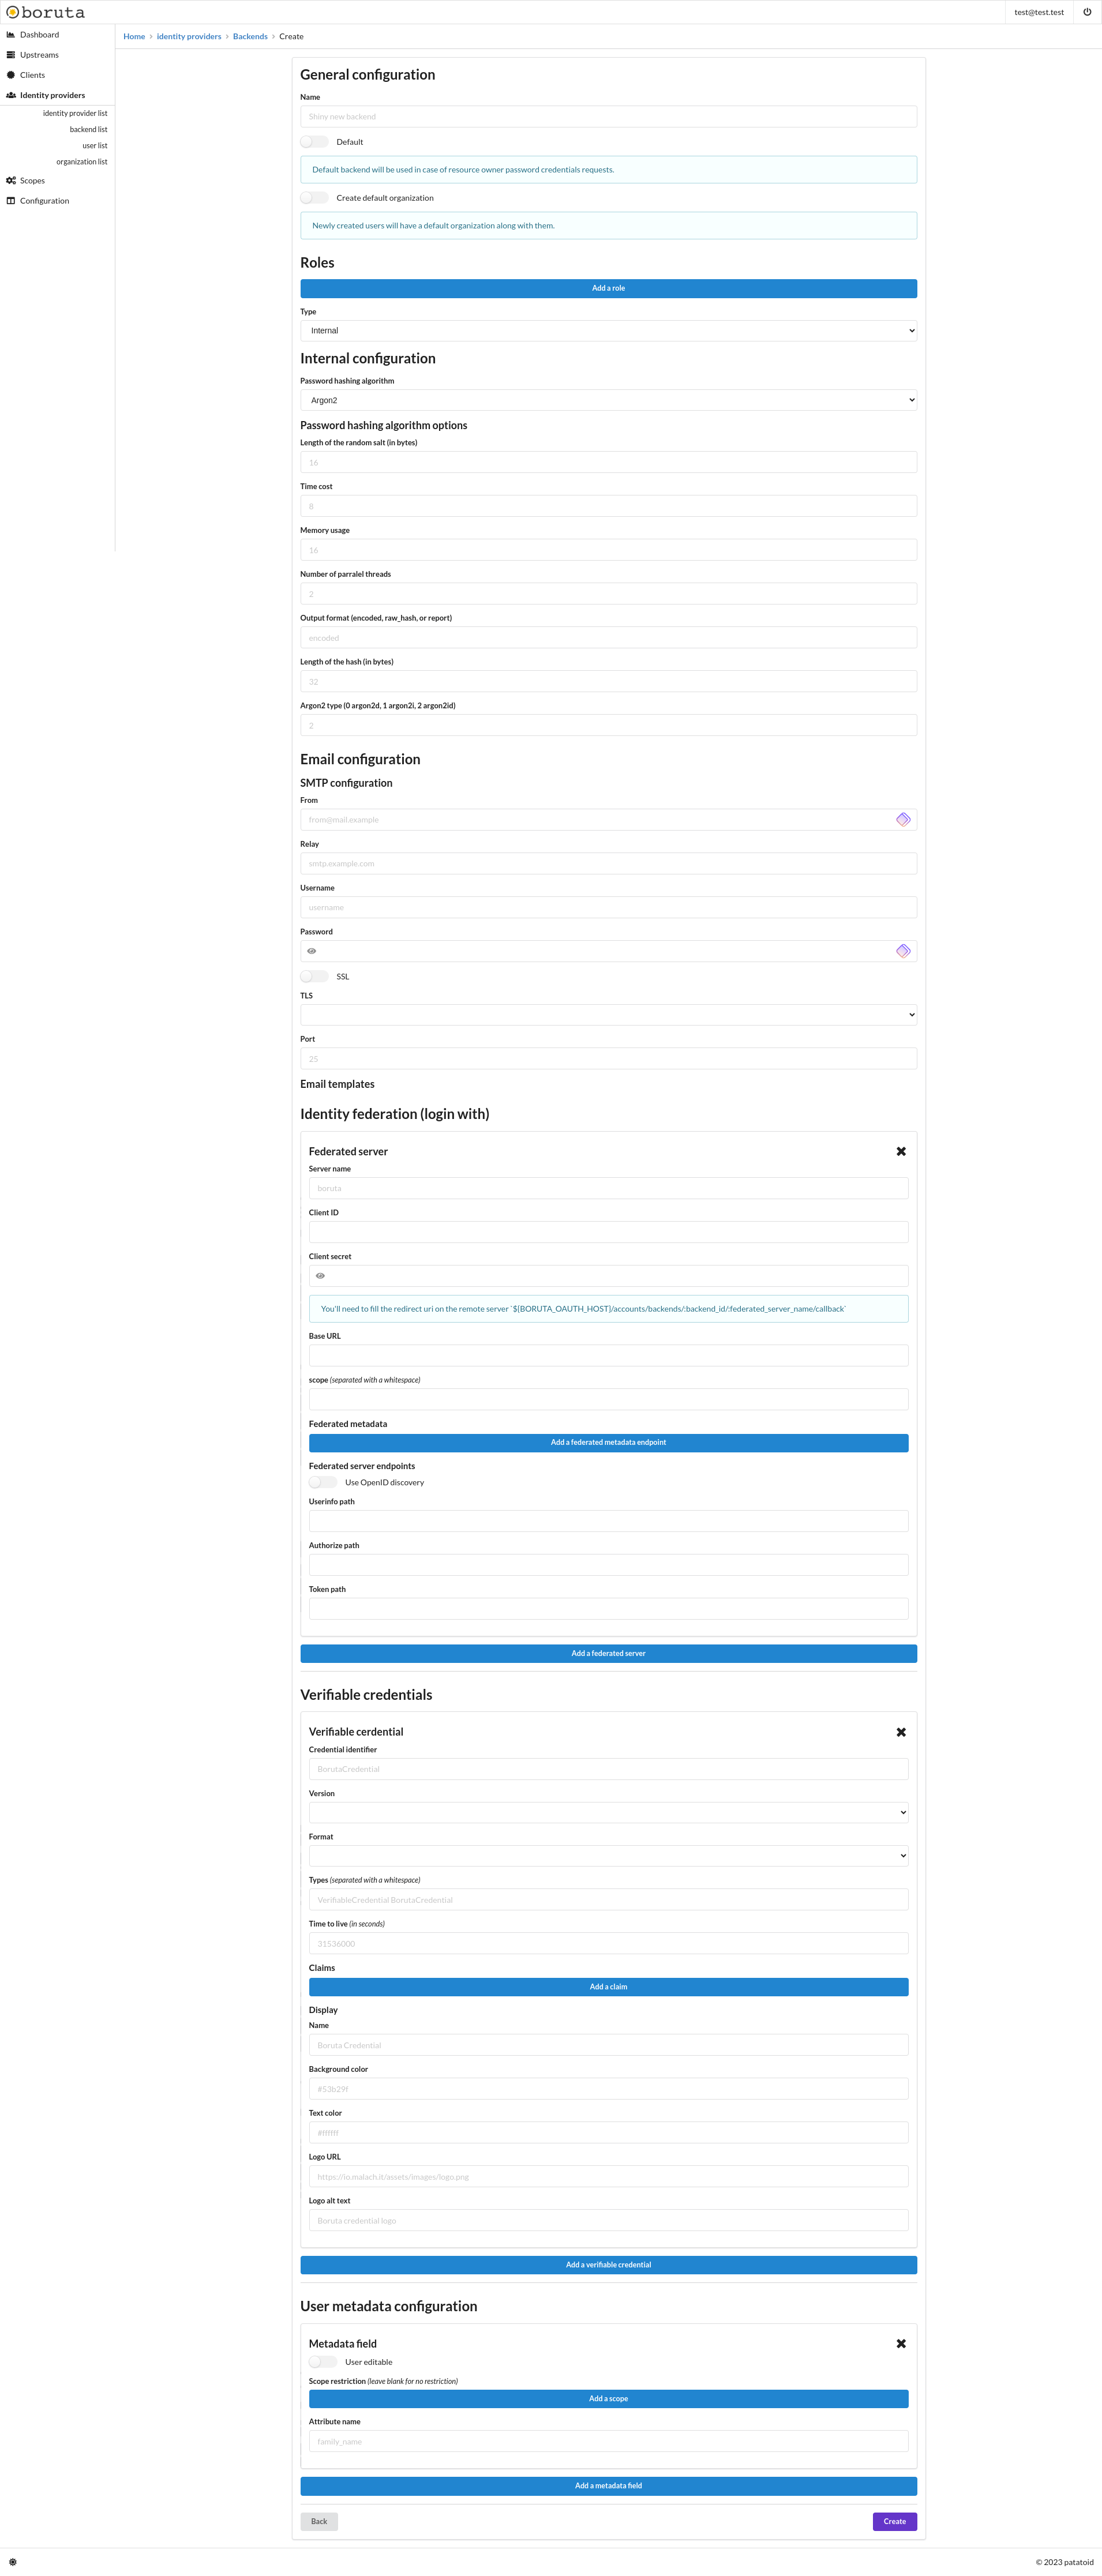 boruta
test@test.test
Dashboard
Upstreams
Clients
Identity providers
identity provider list
backend list
user list
organization list
Scopes
Configuration
Home
identity providers
Backends
Create
General configuration
Name
Shiny new backend
Default
Default backend will be used in case of resource owner password credentials requests.
Create default organization
Newly created users will have a default organization along with them.
Roles
Add a role
Type
Internal
Internal configuration
Password hashing algorithm
Argon2
Password hashing algorithm options
Length of the random salt (in bytes)
16
Time cost
8
Memory usage
16
Number of parralel threads
2
Output format (encoded, raw_hash, or report)
encoded
Length of the hash (in bytes)
32
Argon2 type (0 argon2d, 1 argon2i, 2 argon2id)
2
Email configuration
SMTP configuration
From
from@mail.example
Relay
smtp.example.com
Username
username
Password
SSL
TLS
Port
25
Email templates
Identity federation (login with)
Federated server
Server name
boruta
Client ID
Client secret
You'll need to fill the redirect uri on the remote server `${BORUTA_OAUTH_HOST}/accounts/backends/:backend_id/:federated_server_name/callback`
Base URL
scope (separated with a whitespace)
Federated metadata
Add a federated metadata endpoint
Federated server endpoints
Use OpenID discovery
Userinfo path
Authorize path
Token path
Add a federated server
Verifiable credentials
Verifiable cerdential
Credential identifier
BorutaCredential
Version
Format
Types (separated with a whitespace)
VerifiableCredential BorutaCredential
Time to live (in seconds)
31536000
Claims
Add a claim
Display
Name
Boruta Credential
Background color
#53b29f
Text color
#ffffff
Logo URL
https://io.malach.it/assets/images/logo.png
Logo alt text
Boruta credential logo
Add a verifiable credential
User metadata configuration
Metadata field
User editable
Scope restriction (leave blank for no restriction)
Add a scope
Attribute name
family_name
Add a metadata field
Back
Create
© 2023 patatoid